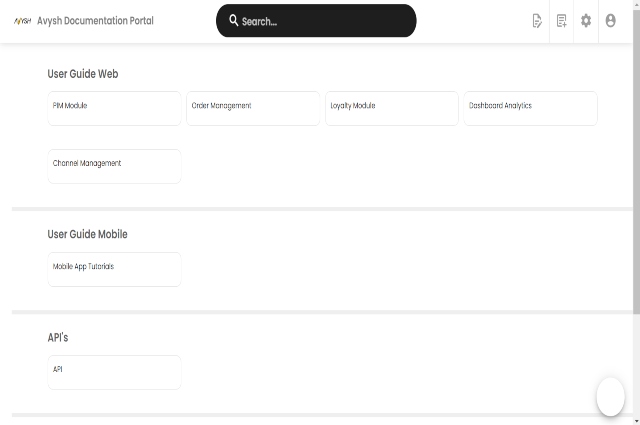 AVYSH Avysh Documentation Portal Search...
User Guide Web
PIM Module Order Management Loyalty Module Dashboard Analytics
Channel Management
User Guide Mobile
Mobile App Tutorials
API's
API